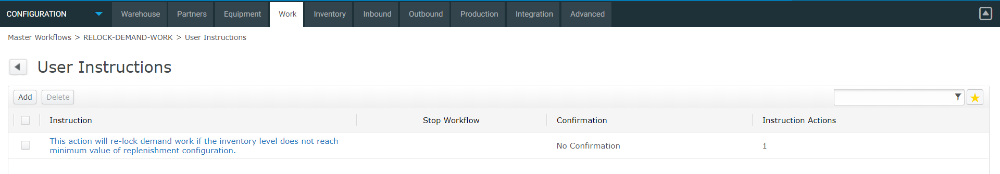 CONFIGURATION Warehouse Partners Equipment Work Inventory Inbound Outbound Production Integration Advanced
Master Workflows > RELOCK-DEMAND-WORK > User Instructions
User Instructions
Add Delete
Instruction Stop Workflow Confirmation Instruction Actions
This action will re-lock demand work if the inventory level does not reach
minimum value of replenishment configuration.
No Confirmation 1